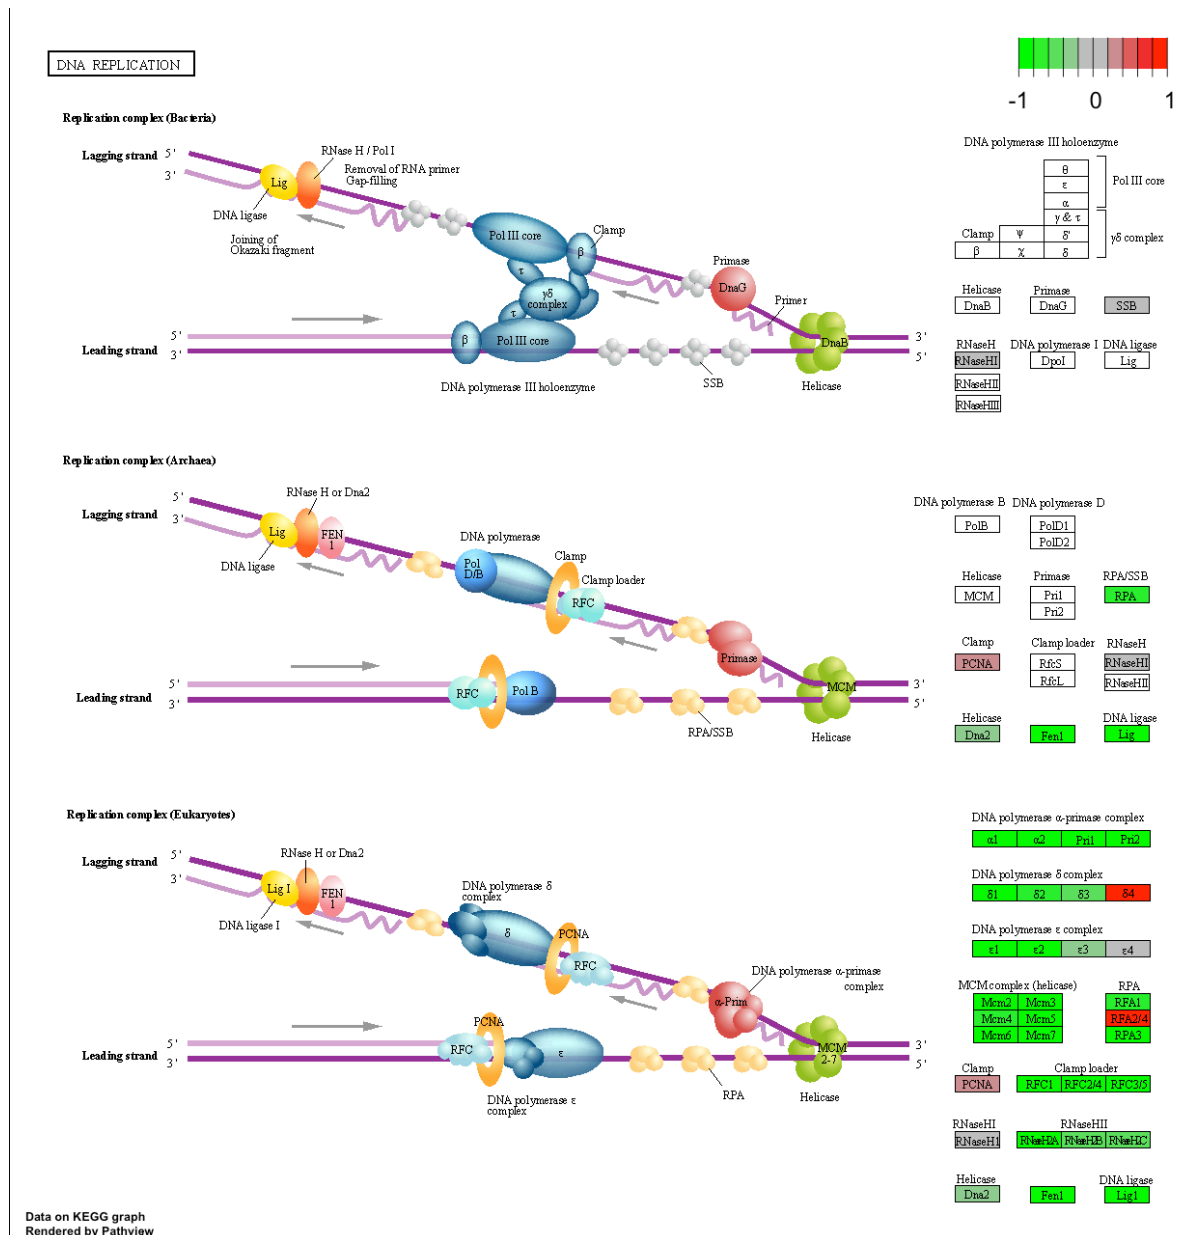 DNA REPLICATION
-1 0 1
Replication complex (Bacteria)
Lagging strand
5'
3'
Lig
RNase H / Pol I
Removal of RNA primer
Gap-filling
DNA ligase
Joining of
Okazaki fragment
Pol III core
Clamp
β
τ
γδ
complex
τ
Primase
DnaG
Primer
5'
3'
Leading strand
β
Pol III core
DnaB
3'
5'
SSB
Helicase
DNA polymerase III holoenzyme
DNA polymerase III holoenzyme
θ
ε
α
Pol III core
γ & τ
Clamp ψ δ'
β χ δ
γδ complex
Helicase Primase
DnaB DnaG SSB
RNaseH DNA polymerase I DNA ligase
RNaseHI DpoI Lig
RNaseHII
RNaseHIII
Replication complex (Archaea)
Lagging strand
5'
3'
Lig
RNase H or Dna2
FEN
1
DNA ligase
DNA polymerase
Pol
D/B
Clamp
Clamp loader
RFC
Primase
5'
3'
Leading strand
RFC
Pol B
MCM
3'
5'
RPA/SSB
Helicase
DNA polymerase B DNA polymerase D
PolB PolD1
PolD2
Helicase Primase RPA/SSB
MCM Pri1 RPA
Pri2
Clamp Clamp loader RNaseH
PCNA RfcS RNaseHI
RfcL RNaseHII
Helicase DNA ligase
Dna2 Fen1 Lig
Replication complex (Eukaryotes)
Lagging strand
5'
3'
Lig I
RNase H or Dna2
FEN
1
DNA ligase I
DNA polymerase δ
complex
δ
PCNA
RFC
DNA polymerase α-primase
complex
α-Prim
PCNA
Leading strand
3'
RFC
ε
MCM
2-7
3'
5'
RPA
Helicase
DNA polymerase ε
complex
DNA polymerase α-primase complex
α1 α2 Pri1 Pri2
DNA polymerase δ complex
δ1 δ2 δ3 δ4
DNA polymerase ε complex
ε1 ε2 ε3 ε4
MCM complex (helicase) RPA
Mcm2 Mcm3 RFA1
Mcm4 Mcm5 RFA2/4
Mcm6 Mcm7 RPA3
Clamp Clamp loader
PCNA RFC1 RFC2/4 RFC3/5
RNaseHI RNaseHII
RNaseH1 RNaseH2A RNaseH2B RNaseH2C
Helicase DNA ligase
Dna2 Fen1 Lig1
Data on KEGG graph
Rendered by Pathview